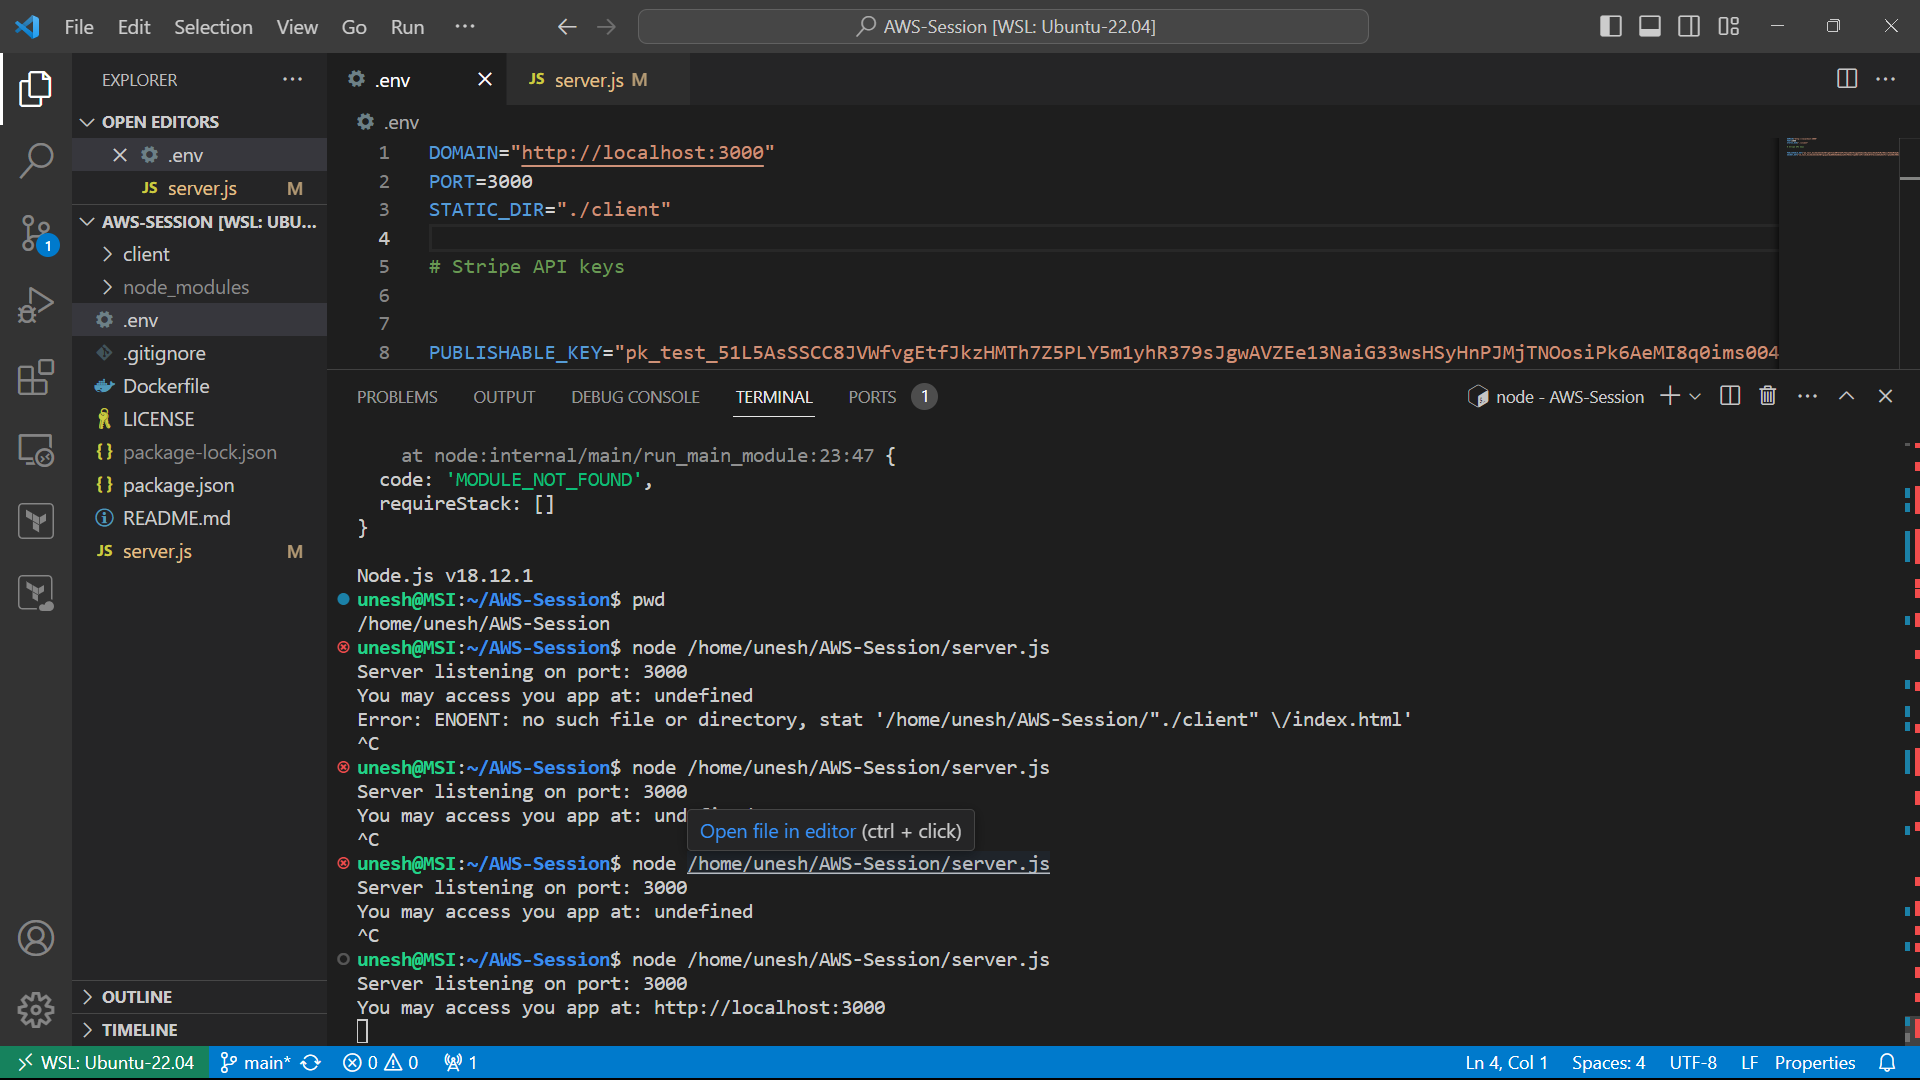 File Edit Selection View Go Run ···
AWS-Session [WSL: Ubuntu-22.04]
EXPLORER
OPEN EDITORS
.env
JS server.js M
AWS-SESSION [WSL: UBU...
client
node_modules
.env
.gitignore
Dockerfile
LICENSE
{} package-lock.json
{} package.json
README.md
JS server.js M
OUTLINE
TIMELINE
1
.env
JS server.js M
.env
1 DOMAIN="http://localhost:3000"
2 PORT=3000
3 STATIC_DIR="./client"
4
5 # Stripe API keys
6
7
8 PUBLISHABLE_KEY="pk_test_51L5AsSSCC8JVWfvgEtfJkzHMTh7Z5PLY5m1yhR379sJgwAVZEe13NaiG33wsHSyHnPJMjTNOosiPk6AeMI8q0ims004
PROBLEMS OUTPUT DEBUG CONSOLE TERMINAL PORTS 1
node - AWS-Session
at node:internal/main/run_main_module:23:47 {
code: 'MODULE_NOT_FOUND',
requireStack: []
}
Node.js v18.12.1
unesh@MSI:~/AWS-Session$ pwd
/home/unesh/AWS-Session
unesh@MSI:~/AWS-Session$ node /home/unesh/AWS-Session/server.js
Server listening on port: 3000
You may access you app at: undefined
Error: ENOENT: no such file or directory, stat '/home/unesh/AWS-Session/"./client" \/index.html'
^C
unesh@MSI:~/AWS-Session$ node /home/unesh/AWS-Session/server.js
Server listening on port: 3000
You may access you app at: und
Open file in editor (ctrl + click)
^C
unesh@MSI:~/AWS-Session$ node /home/unesh/AWS-Session/server.js
Server listening on port: 3000
You may access you app at: undefined
^C
unesh@MSI:~/AWS-Session$ node /home/unesh/AWS-Session/server.js
Server listening on port: 3000
You may access you app at: http://localhost:3000
WSL: Ubuntu-22.04 main* 0 0 1
Ln 4, Col 1 Spaces: 4 UTF-8 LF Properties